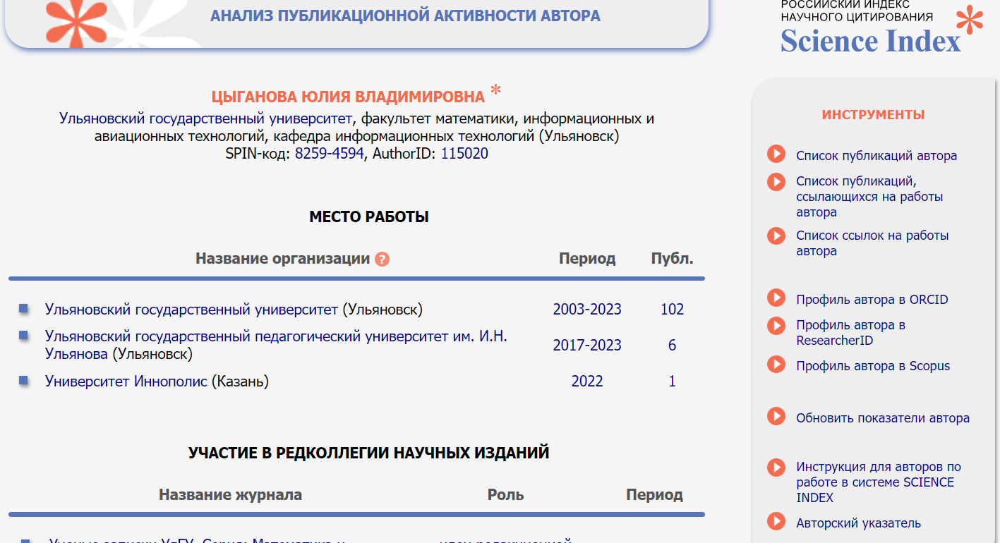 АНАЛИЗ ПУБЛИКАЦИОННОЙ АКТИВНОСТИ АВТОРА
РОССИЙСКИЙ ИНДЕКС
НАУЧНОГО ЦИТИРОВАНИЯ
Science Index
ЦЫГАНОВА ЮЛИЯ ВЛАДИМИРОВНА *
Ульяновский государственный университет, факультет математики, информационных и
авиационных технологий, кафедра информационных технологий (Ульяновск)
SPIN-код: 8259-4594, AuthorID: 115020
МЕСТО РАБОТЫ
Название организации ? Период Публ.
Ульяновский государственный университет (Ульяновск) 2003-2023 102
Ульяновский государственный педагогический университет им. И.Н.
Ульянова (Ульяновск) 2017-2023 6
Университет Иннополис (Казань) 2022 1
УЧАСТИЕ В РЕДКОЛЛЕГИИ НАУЧНЫХ ИЗДАНИЙ
Название журнала Роль Период
Ученые записки УлГУ. Серия: Математика и член редакционной
ИНСТРУМЕНТЫ
Список публикаций автора
Список публикаций,
ссылающихся на работы
автора
Список ссылок на работы
автора
Профиль автора в ORCID
Профиль автора в
ResearcherID
Профиль автора в Scopus
Обновить показатели автора
Инструкция для авторов по
работе в системе SCIENCE
INDEX
Авторский указатель